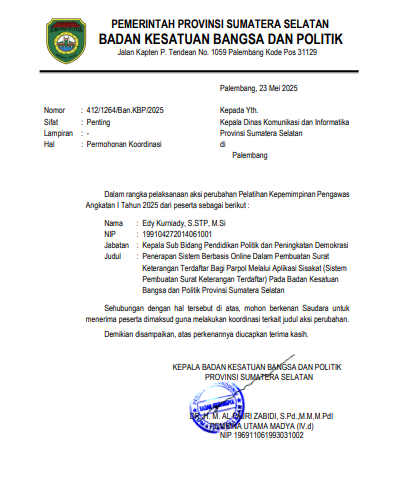 PEMERINTAH PROVINSI SUMATERA SELATAN
BADAN KESATUAN BANGSA DAN POLITIK
Jalan Kapten P. Tendean No. 1059 Palembang Kode Pos 31129
Palembang, 23 Mei 2025
Nomor : 412/1264/Ban.KBP/2025
Sifat : Penting
Lampiran : -
Hal : Permohonan Koordinasi
Kepada Yth.
Kepala Dinas Komunikasi dan Informatika
Provinsi Sumatera Selatan
di
Palembang
Dalam rangka pelaksanaan aksi perubahan Pelatihan Kepemimpinan Pengawas
Angkatan I Tahun 2025 dari peserta sebagai berikut :
Nama : Edy Kurniady, S.STP, M.Si
NIP : 199104272014061001
Jabatan : Kepala Sub Bidang Pendidikan Politik dan Peningkatan Demokrasi
Judul : Penerapan Sistem Berbasis Online Dalam Pembuatan Surat
Keterangan Terdaftar Bagi Parpol Melalui Aplikasi Sisakat (Sistem
Pembuatan Surat Keterangan Terdaftar) Pada Badan Kesatuan
Bangsa dan Politik Provinsi Sumatera Selatan
Sehubungan dengan hal tersebut di atas, mohon berkenan Saudara untuk
menerima peserta dimaksud guna melakukan koordinasi terkait judul aksi perubahan.
Demikian disampaikan, atas perkenannya diucapkan terima kasih.
KEPALA BADAN KESATUAN BANGSA DAN POLITIK
PROVINSI SUMATERA SELATAN
H. M. ZABIDI, S.Pd.,M.M,M.PdI
UTAMA MADYA (IV.d)
NIP 196911061993031002